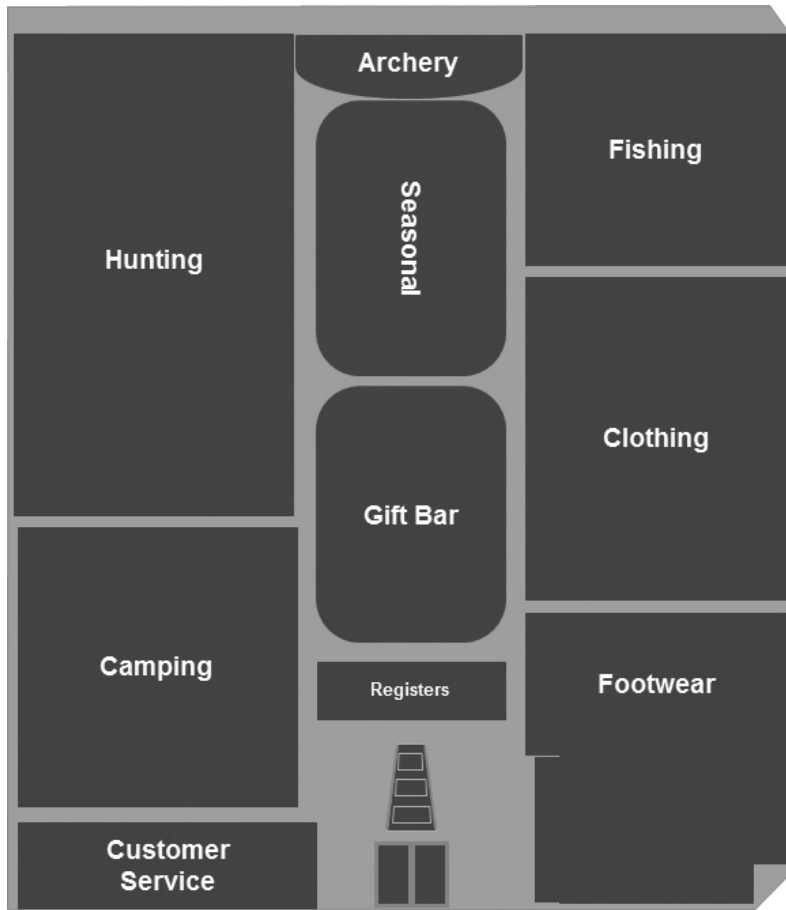 Archery
Fishing
Seasonal
Hunting
Clothing
Gift Bar
Camping
Registers
Footwear
Customer
Service